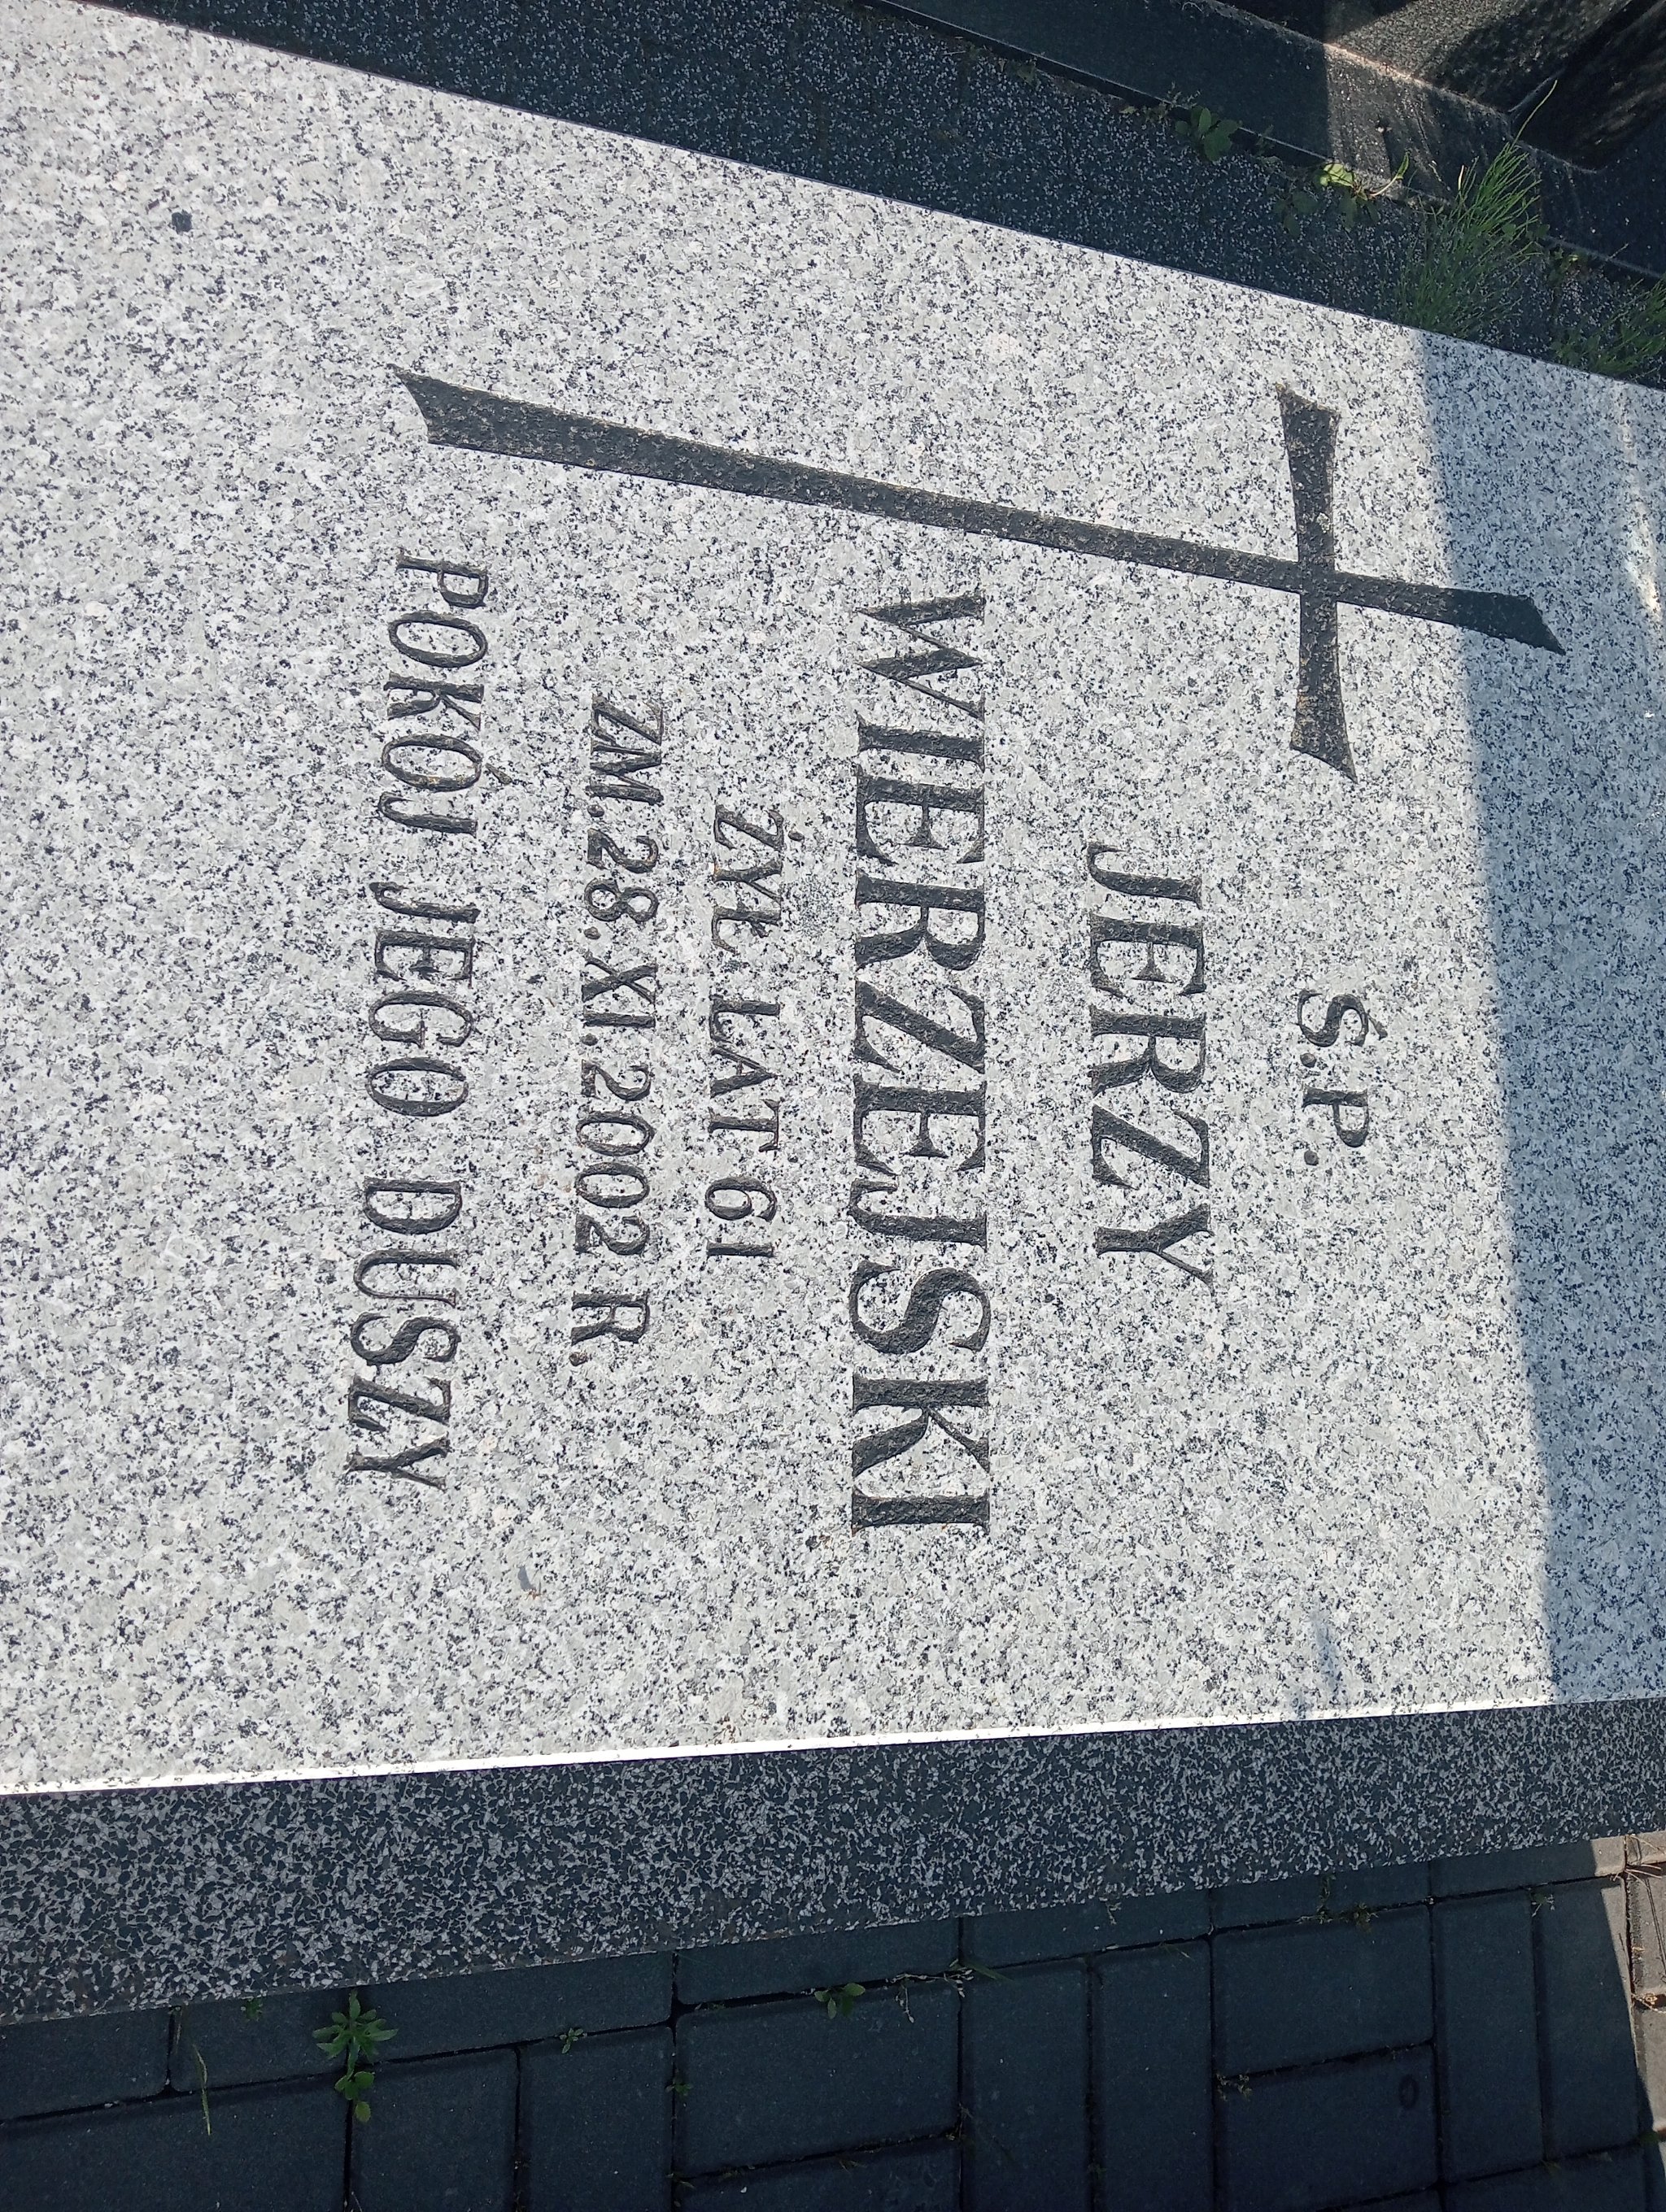 Ś.P.
JERZY
WIERZEJSKI
ŻYŁ LAT 61
ZM.28.XI.2002 R.
POKÓJ JEGO DUSZY